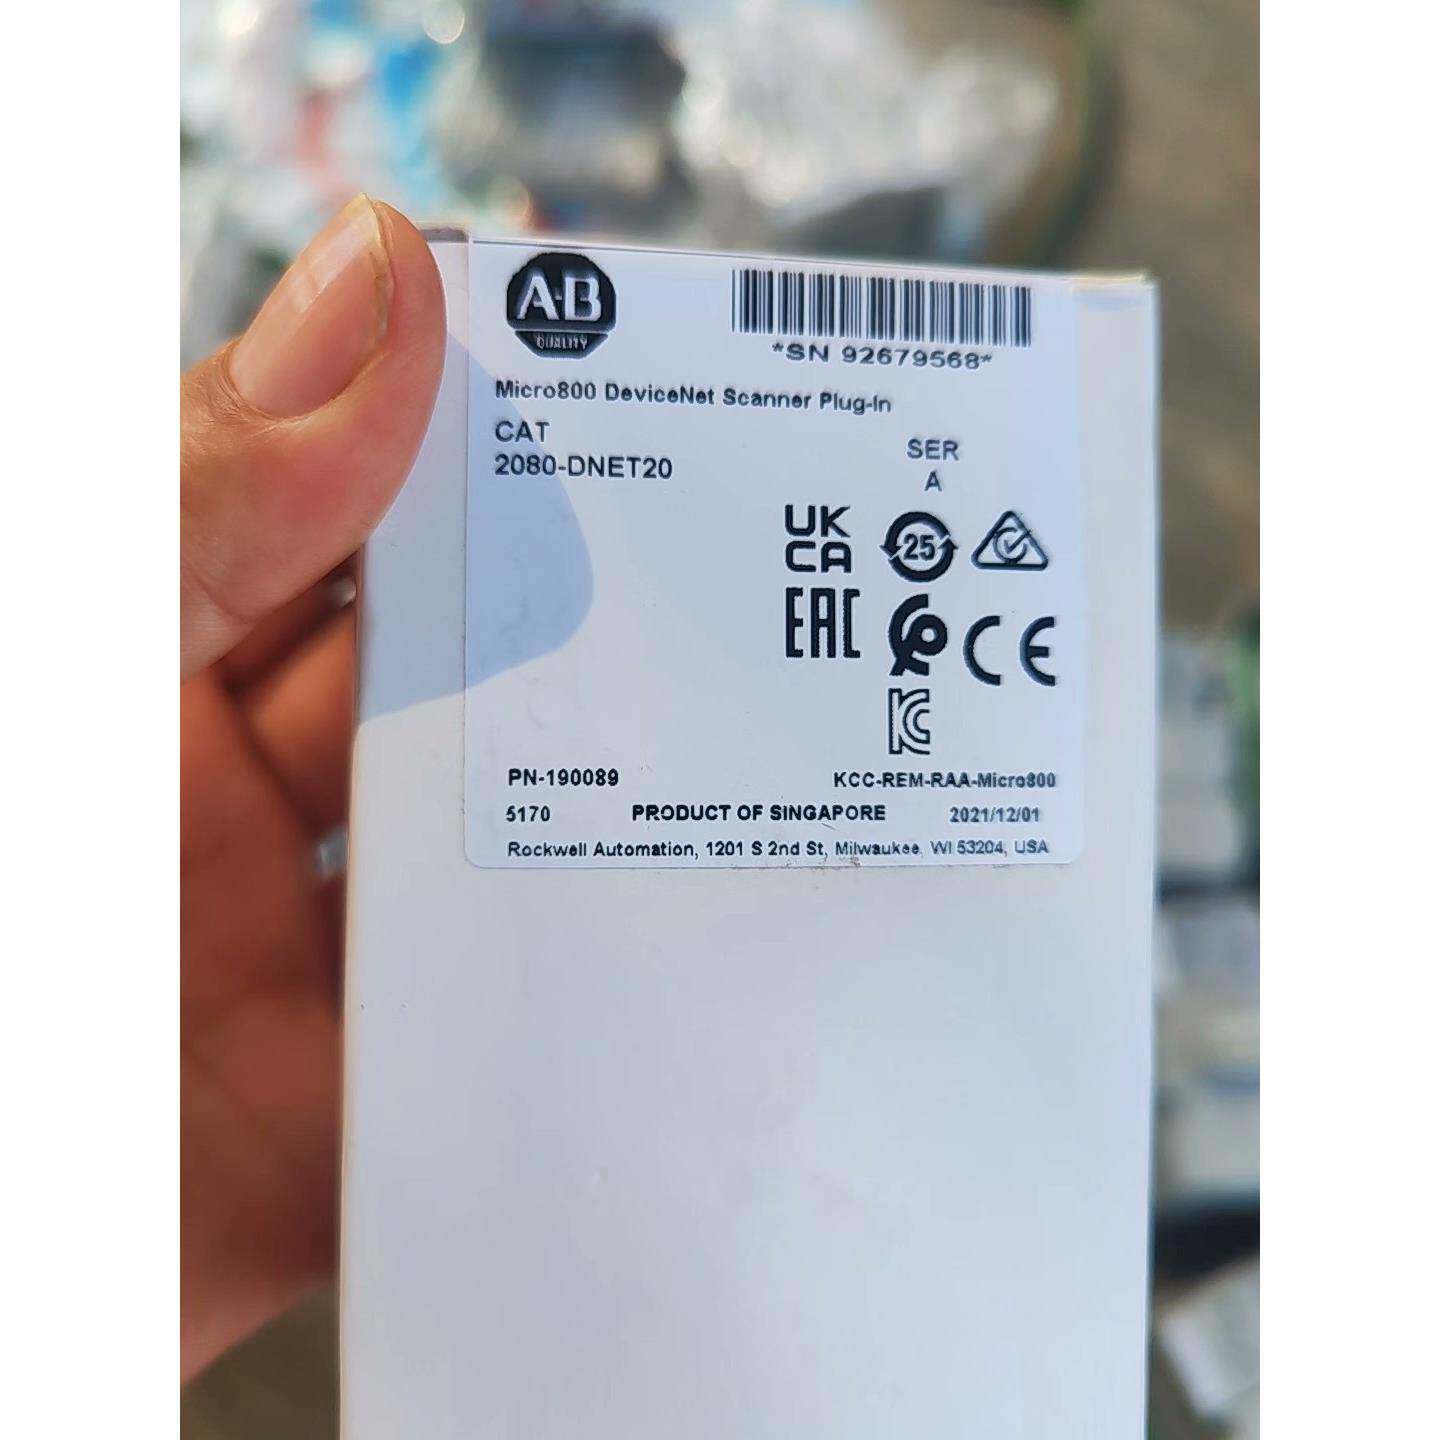 A-B
QUALITY
*SN 92679568*
Micro800 DeviceNet Scanner Plug-In
CAT
2080-DNET20
SER
A
UK
CA
25
EAC
CE
KC
PN-190089
KCC-REM-RAA-Micro800
5170
PRODUCT OF SINGAPORE
2021/12/01
Rockwell Automation, 1201 S 2nd St, Milwaukee, WI 53204, USA